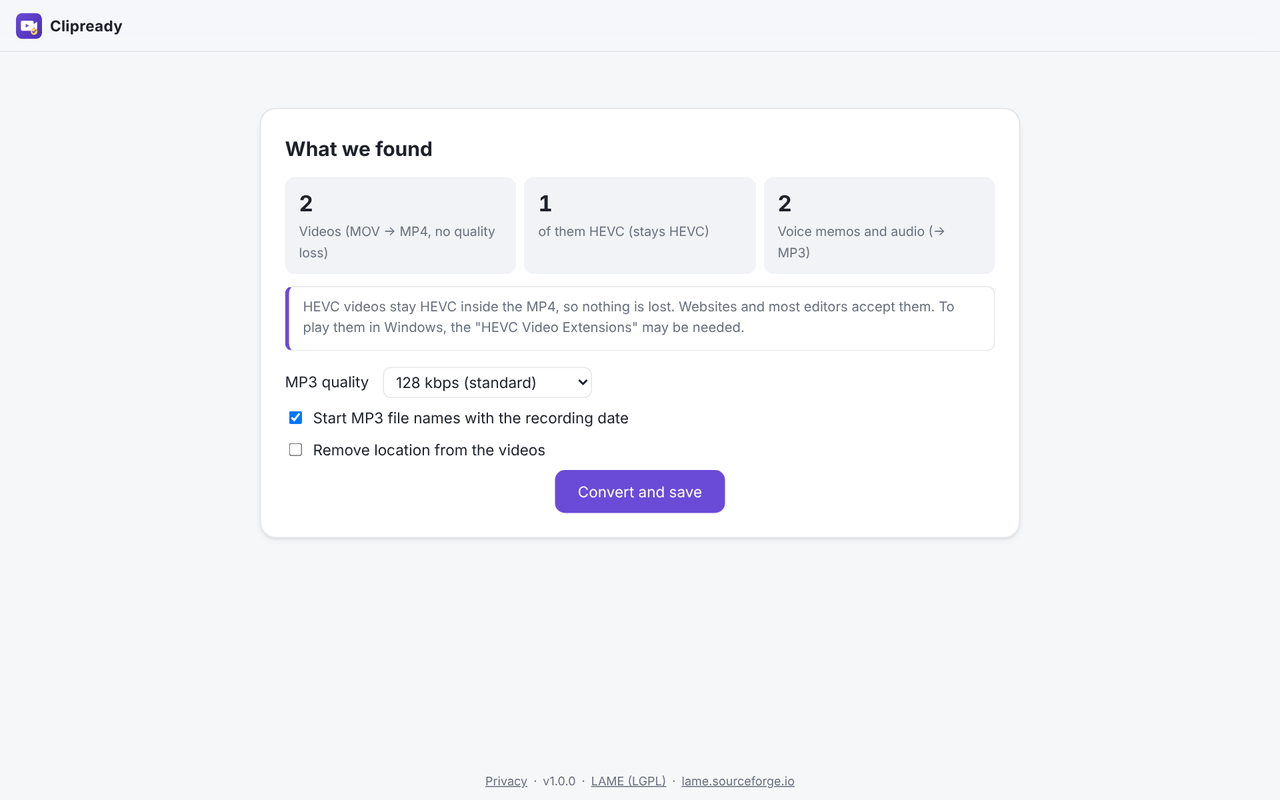 Clipready
What we found
2
Videos (MOV → MP4, no quality
loss)
1
of them HEVC (stays HEVC)
2
Voice memos and audio (→
MP3)
HEVC videos stay HEVC inside the MP4, so nothing is lost. Websites and most editors accept them. To
play them in Windows, the "HEVC Video Extensions" may be needed.
MP3 quality 128 kbps (standard)
Start MP3 file names with the recording date
Remove location from the videos
Convert and save
Privacy · v1.0.0 · LAME (LGPL) · lame.sourceforge.io